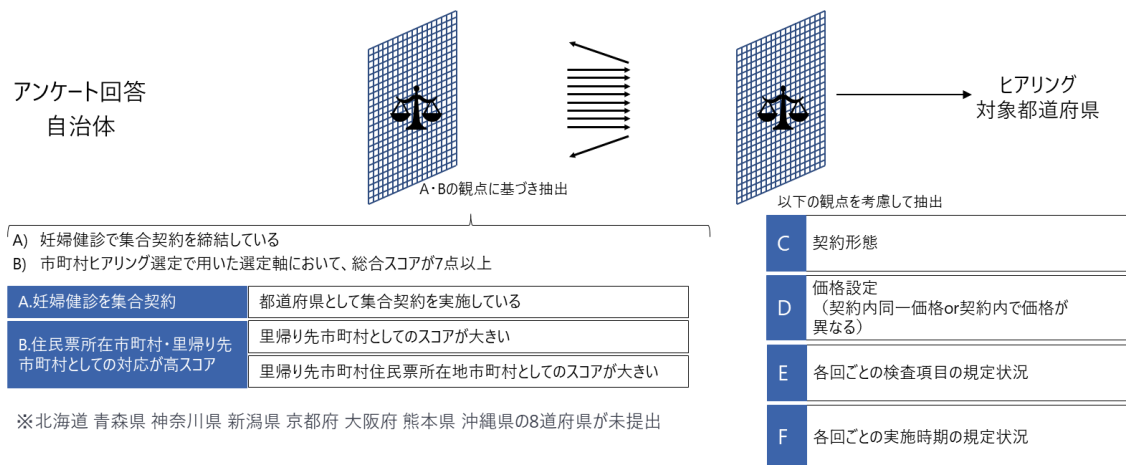 アンケート回答
自治体
A・Bの観点に基づき抽出
ヒアリング
対象都道府県
A) 妊婦健診で集合契約を締結している
B) 市町村ヒアリング選定で用いた選定軸において、総合スコアが7点以上
A.妊婦健診を集合契約
都道府県として集合契約を実施している
B.住民票所在市町村・里帰り先
市町村としての対応が高スコア
里帰り先市町村としてのスコアが大きい
里帰り先市町村住民票所在地市町村としてのスコアが大きい
※北海道 青森県 神奈川県 新潟県 京都府 大阪府 熊本県 沖縄県の8道府県が未提出
以下の観点を考慮して抽出
C
契約形態
D
価格設定
（契約内同一価格or契約内で価格が
異なる）
E
各回ごとの検査項目の規定状況
F
各回ごとの実施時期の規定状況